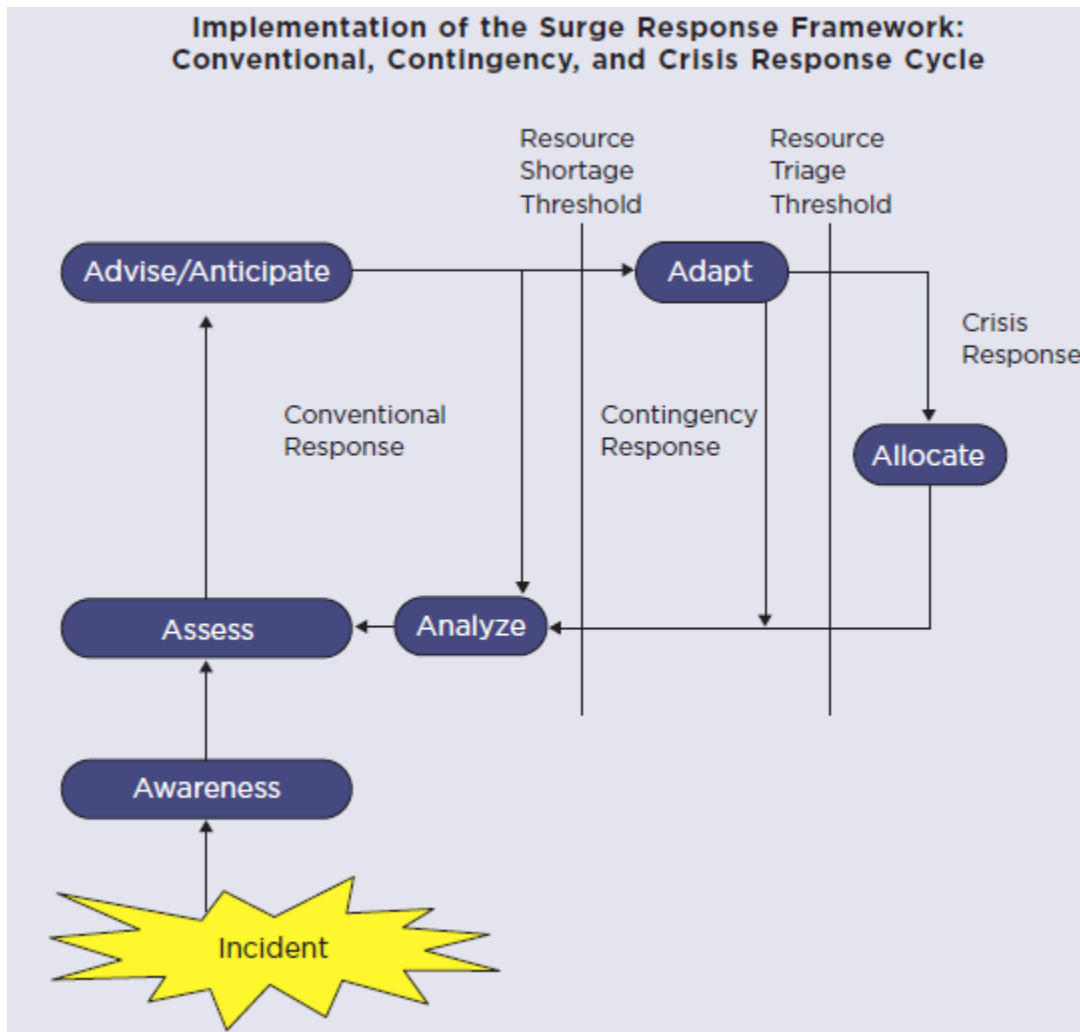 Implementation of the Surge Response Framework:
Conventional, Contingency, and Crisis Response Cycle
Resource
Shortage
Threshold
Resource
Triage
Threshold
Advise/Anticipate
Adapt
Crisis
Response
Conventional
Response
Contingency
Response
Allocate
Assess
Analyze
Awareness
Incident